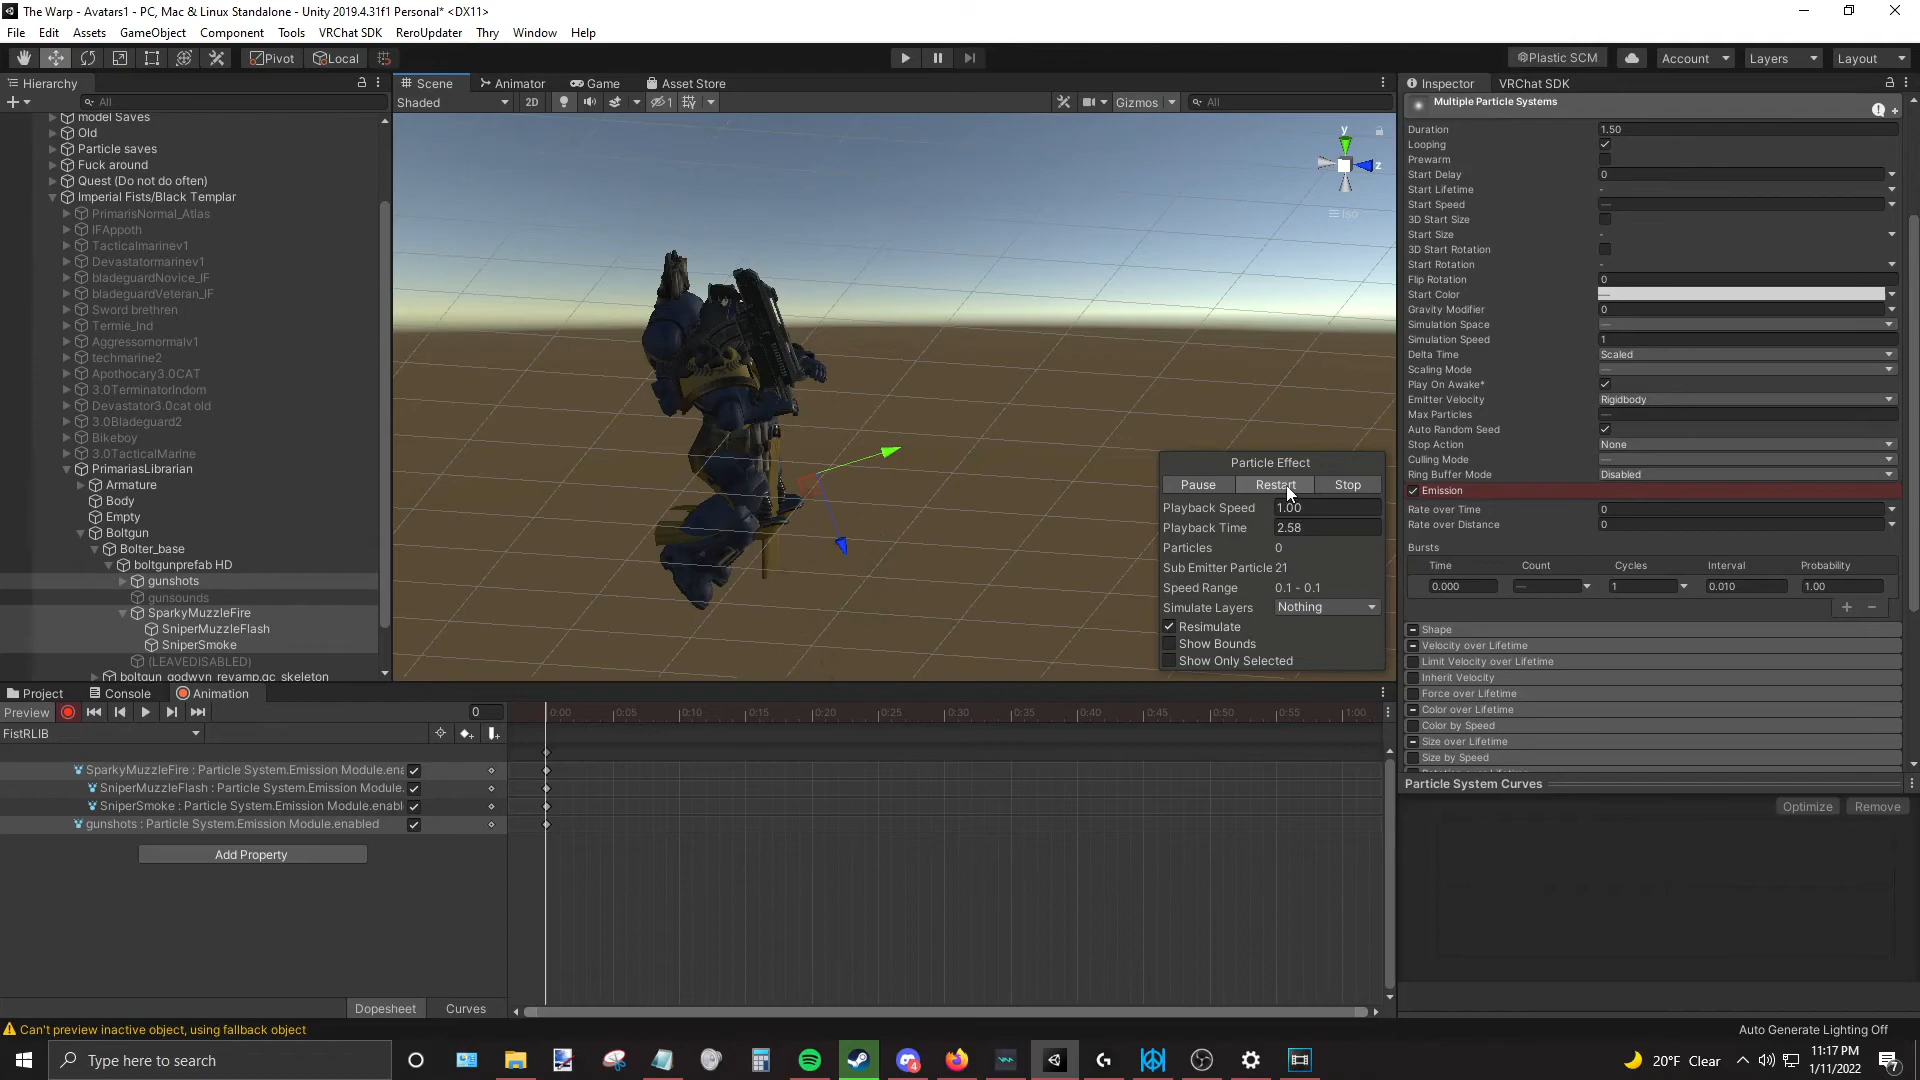 The Warp - Avatars1 - PC, Mac & Linux Standalone - Unity 2019.4.31f1 Personal* <DX11>
File Edit Assets GameObject Component Tools VRChat SDK ReroUpdater Thry Window Help
Pivot Local Plastic SCM Account Layers Layout
Hierarchy
All
model Saves
Old
Particle saves
Fuck around
Quest (Do not do often)
Imperial Fists/Black Templar
PrimarisNormal_Atlas
IFAppoth
Tacticalmarinev1
Devastatormarinev1
bladeguardNovice_IF
bladeguardVeteran_IF
Sword brethren
Termie_Ind
Aggressornormalv1
techmarine2
Apothocary3.0CAT
3.0TerminatorIndom
Devastator3.0cat old
3.0Bladeguard2
Bikeboy
3.0TacticalMarine
PrimariasLibrarian
Armature
Body
Empty
Boltgun
Bolter_base
boltgunprefab HD
gunshots
gunsounds
SparkyMuzzleFire
SniperMuzzleFlash
SniperSmoke
(LEAVEDISABLED)
boltgun_godwyn_revamp.qc_skeleton
Scene Animator Game Asset Store
Shaded 2D 1 Gizmos All
y
z
Iso
Particle Effect
Pause Restart Stop
Playback Speed 1.00
Playback Time 2.58
Particles 0
Sub Emitter Particle 21
Speed Range 0.1 - 0.1
Simulate Layers Nothing
Resimulate
Show Bounds
Show Only Selected
Inspector VRChat SDK
Multiple Particle Systems
Duration 1.50
Looping
Prewarm
Start Delay 0
Start Lifetime -
Start Speed —
3D Start Size
Start Size -
3D Start Rotation
Start Rotation -
Flip Rotation 0
Start Color —
Gravity Modifier 0
Simulation Space —
Simulation Speed 1
Delta Time Scaled
Scaling Mode —
Play On Awake*
Emitter Velocity Rigidbody
Max Particles —
Auto Random Seed
Stop Action None
Culling Mode —
Ring Buffer Mode Disabled
Emission
Rate over Time 0
Rate over Distance 0
Bursts
Time Count Cycles Interval Probability
0.000 — 1 0.010 1.00
Shape
Velocity over Lifetime
Limit Velocity over Lifetime
Inherit Velocity
Force over Lifetime
Color over Lifetime
Color by Speed
Size over Lifetime
Size by Speed
Particle System Curves
Optimize Remove
Project Console Animation
Preview 0
0:00 0:05 0:10 0:15 0:20 0:25 0:30 0:35 0:40 0:45 0:50 0:55 1:00
FistRLIB
SparkyMuzzleFire : Particle System.Emission Module.ena
SniperMuzzleFlash : Particle System.Emission Module.
SniperSmoke : Particle System.Emission Module.enabl
gunshots : Particle System.Emission Module.enabled
Add Property
Dopesheet Curves
Can't preview inactive object, using fallback object
Auto Generate Lighting Off
Type here to search
4
20°F Clear
11:17 PM
1/11/2022
7